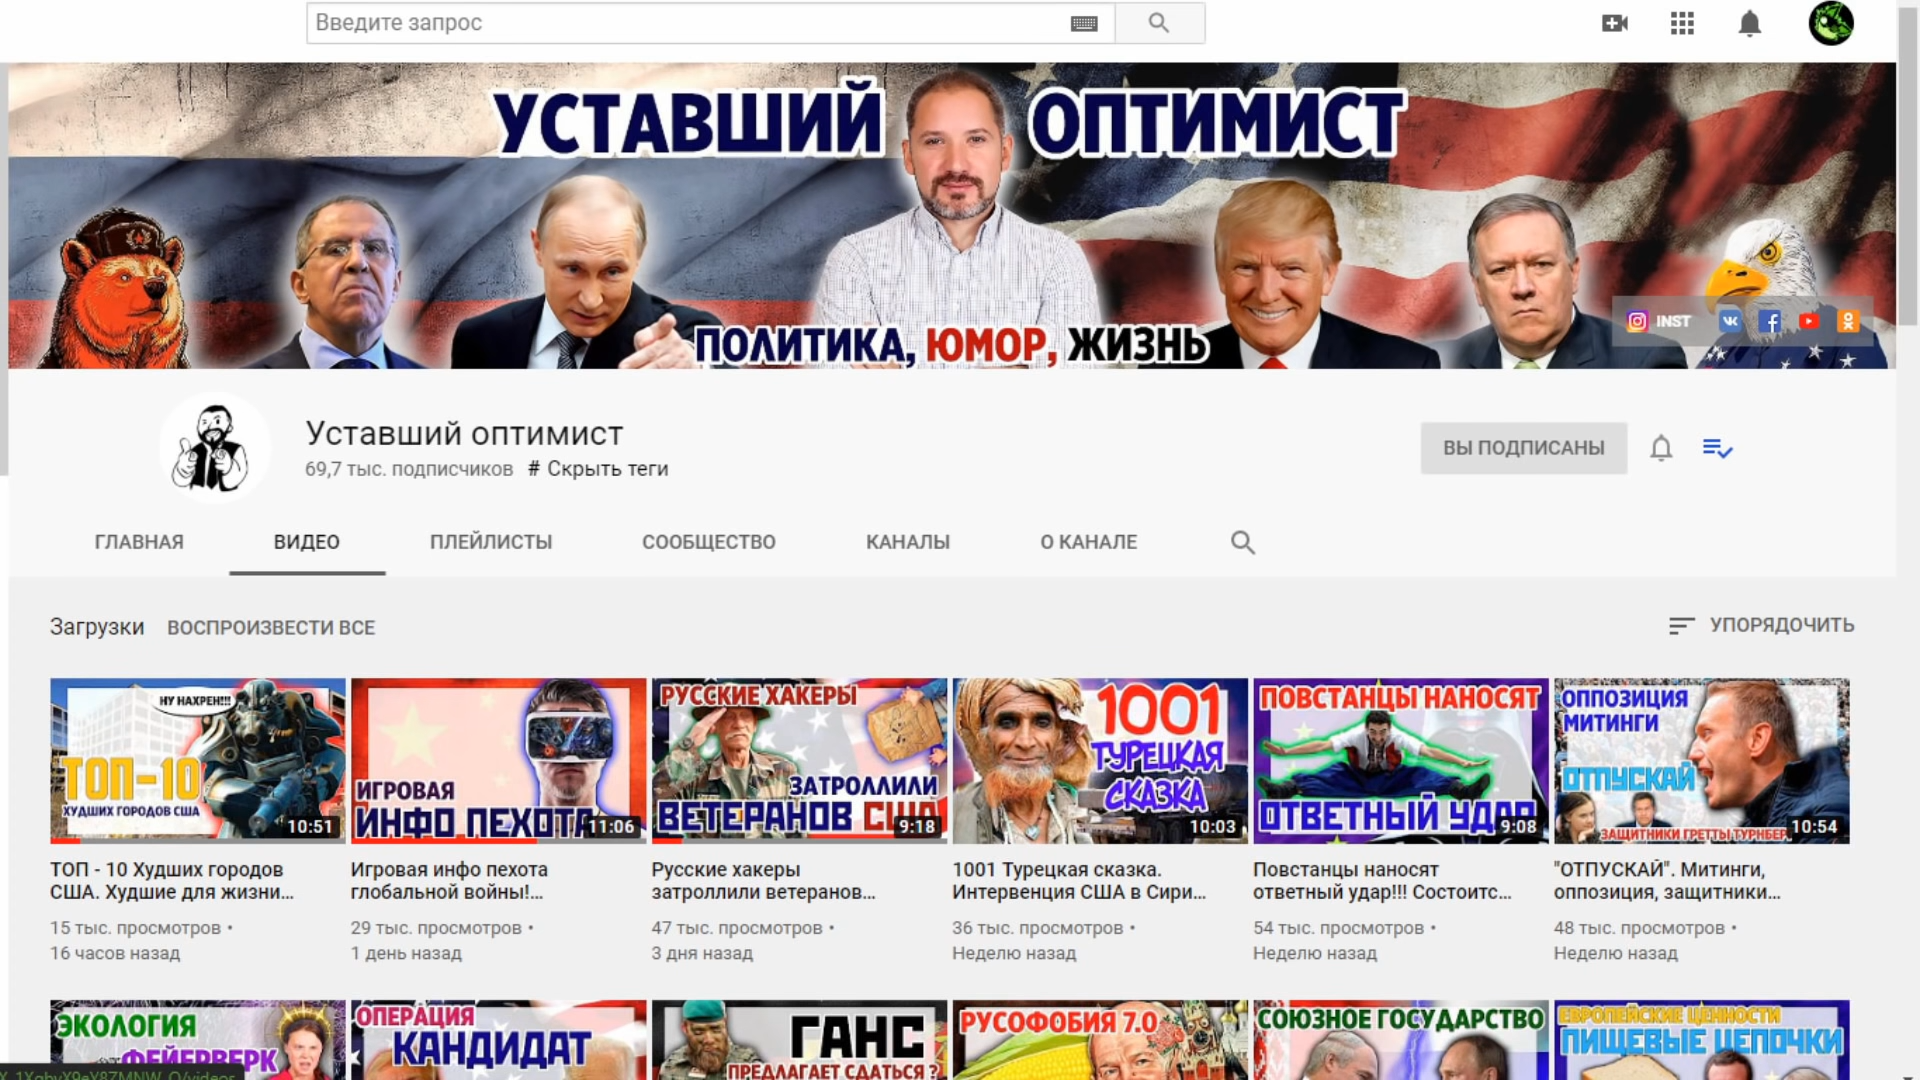 Введите запрос
УСТАВШИЙ ОПТИМИСТ
ПОЛИТИКА, ЮМОР, ЖИЗНЬ
INST
Уставший оптимист
69,7 тыс. подписчиков # Скрыть теги
ВЫ ПОДПИСАНЫ
ГЛАВНАЯ ВИДЕО ПЛЕЙЛИСТЫ СООБЩЕСТВО КАНАЛЫ О КАНАЛЕ
Загрузки ВОСПРОИЗВЕСТИ ВСЕ
УПОРЯДОЧИТЬ
НУ НАХРЕН!!!
ТОП-10
ХУДШИХ ГОРОДОВ США
10:51
ТОП - 10 Худших городов
США. Худшие для жизни...
15 тыс. просмотров •
16 часов назад
ИГРОВАЯ
ИНФО ПЕХОТА
11:06
Игровая инфо пехота
глобальной войны!...
29 тыс. просмотров •
1 день назад
РУССКИЕ ХАКЕРЫ
ЗАТРОЛЛИЛИ
ВЕТЕРАНОВ США
9:18
Русские хакеры
затроллили ветеранов...
47 тыс. просмотров •
3 дня назад
1001
ТУРЕЦКАЯ
СКАЗКА
10:03
1001 Турецкая сказка.
Интервенция США в Сири...
36 тыс. просмотров •
Неделю назад
ПОВСТАНЦЫ НАНОСЯТ
ОТВЕТНЫЙ УДАР
9:08
Повстанцы наносят
ответный удар!!! Состоитс...
54 тыс. просмотров •
Неделю назад
ОППОЗИЦИЯ
МИТИНГИ
ОТПУСКАЙ
ЗАЩИТНИКИ ГРЕТТЫ ТУРНБЕР
10:54
"ОТПУСКАЙ". Митинги,
оппозиция, защитники...
48 тыс. просмотров •
Неделю назад
ЭКОЛОГИЯ
ФЕЙЕРВЕРК
ОПЕРАЦИЯ
КАНДИДАТ
ГАНС
ПРЕДЛАГАЕТ СДАТЬСЯ?
РУСОФОБИЯ 7.0
СОЮЗНОЕ ГОСУДАРСТВО
ЕВРОПЕЙСКИЕ ЦЕННОСТИ
ПИЩЕВЫЕ ЦЕПОЧКИ